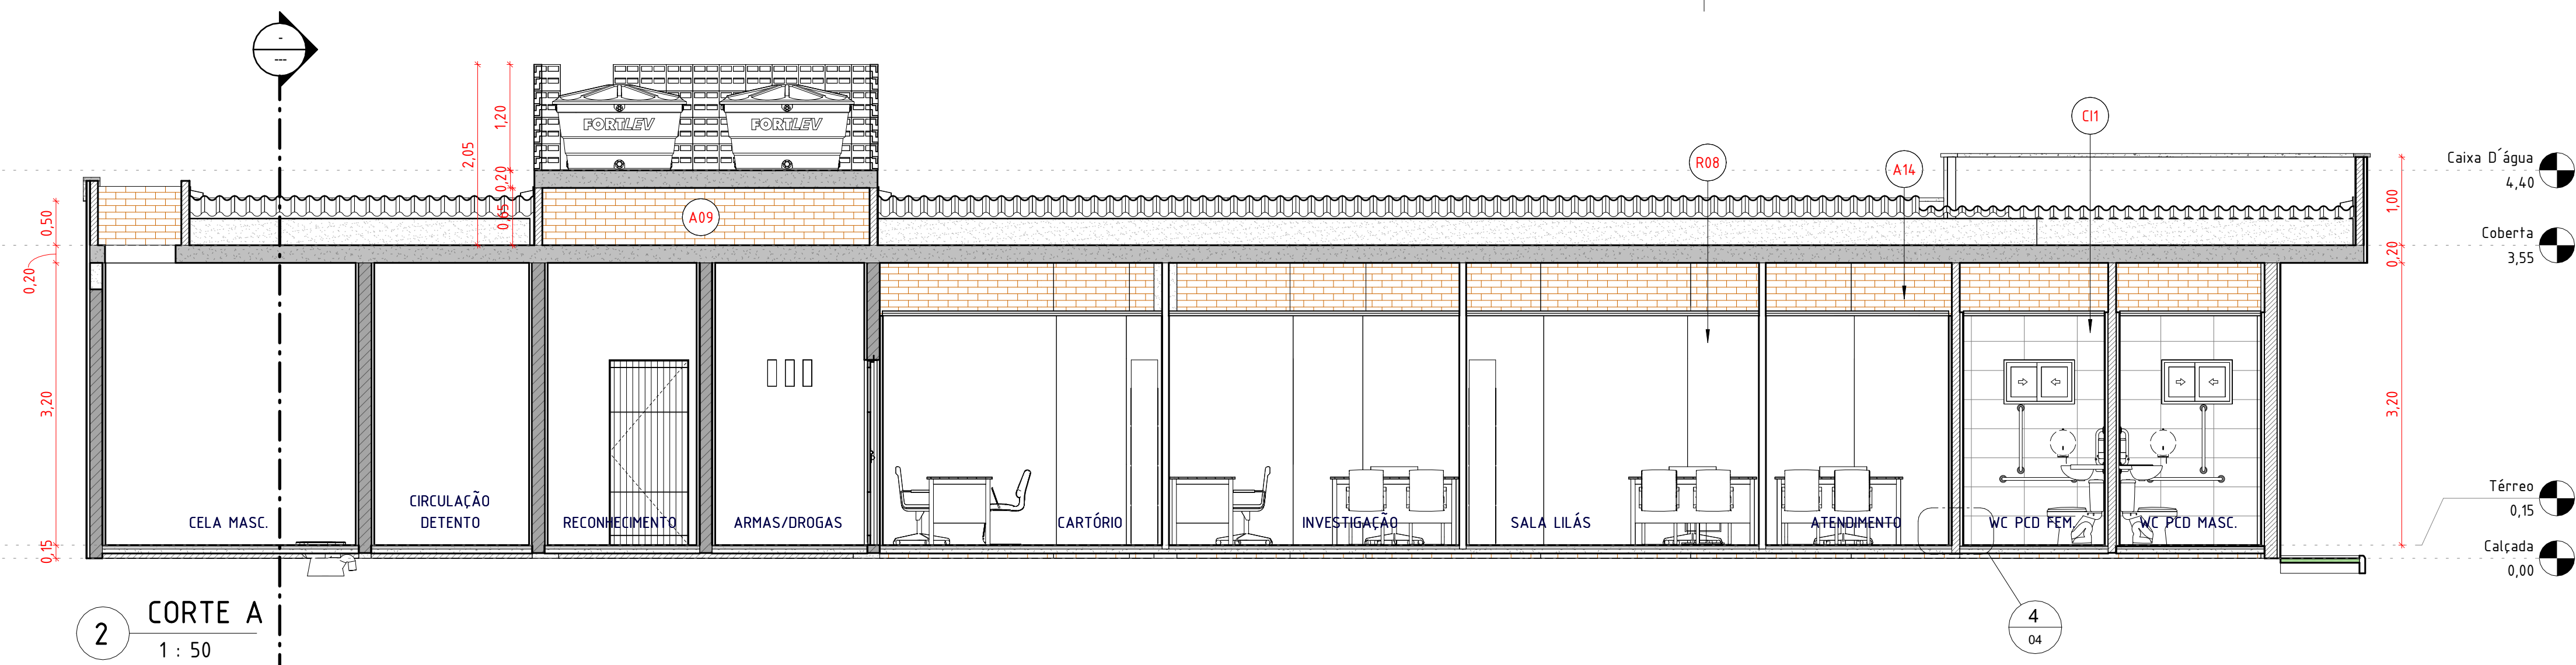 -
---
1,20
2,05
0,20
0,65
FORTLEV
FORTLEV
CI1
R08
A14
A09
Caixa D´água
4,40
Coberta
3,55
Térreo
0,15
Calçada
0,00
0,50
0,20
3,20
0,15
1,00
0,20
3,20
CELA MASC.
CIRCULAÇÃO
DETENTO
RECONHECIMENTO
ARMAS/DROGAS
CARTÓRIO
INVESTIGAÇÃO
SALA LILÁS
ATENDIMENTO
WC PCD FEM.
WC PCD MASC.
4
04
2
CORTE A
1 : 50